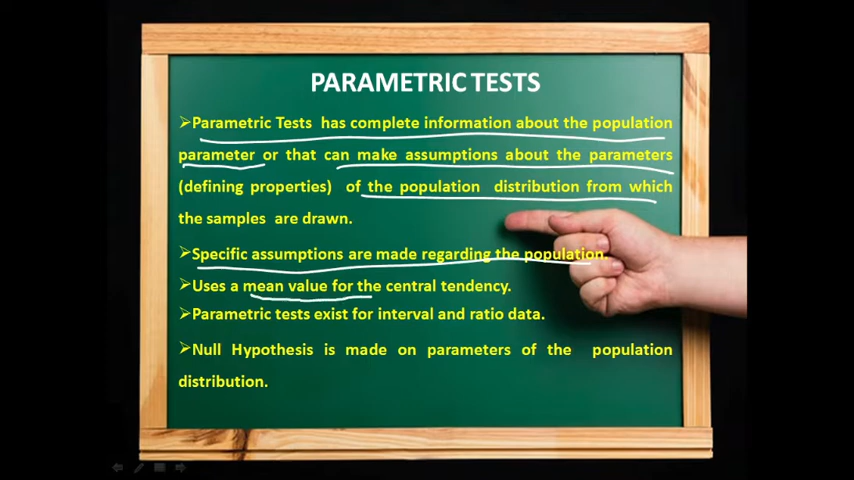 PARAMETRIC TESTS
➢Parametric Tests has complete information about the population
parameter or that can make assumptions about the parameters
(defining properties) of the population distribution from which
the samples are drawn.
➢Specific assumptions are made regarding the population.
➢Uses a mean value for the central tendency.
➢Parametric tests exist for interval and ratio data.
➢Null Hypothesis is made on parameters of the population
distribution.